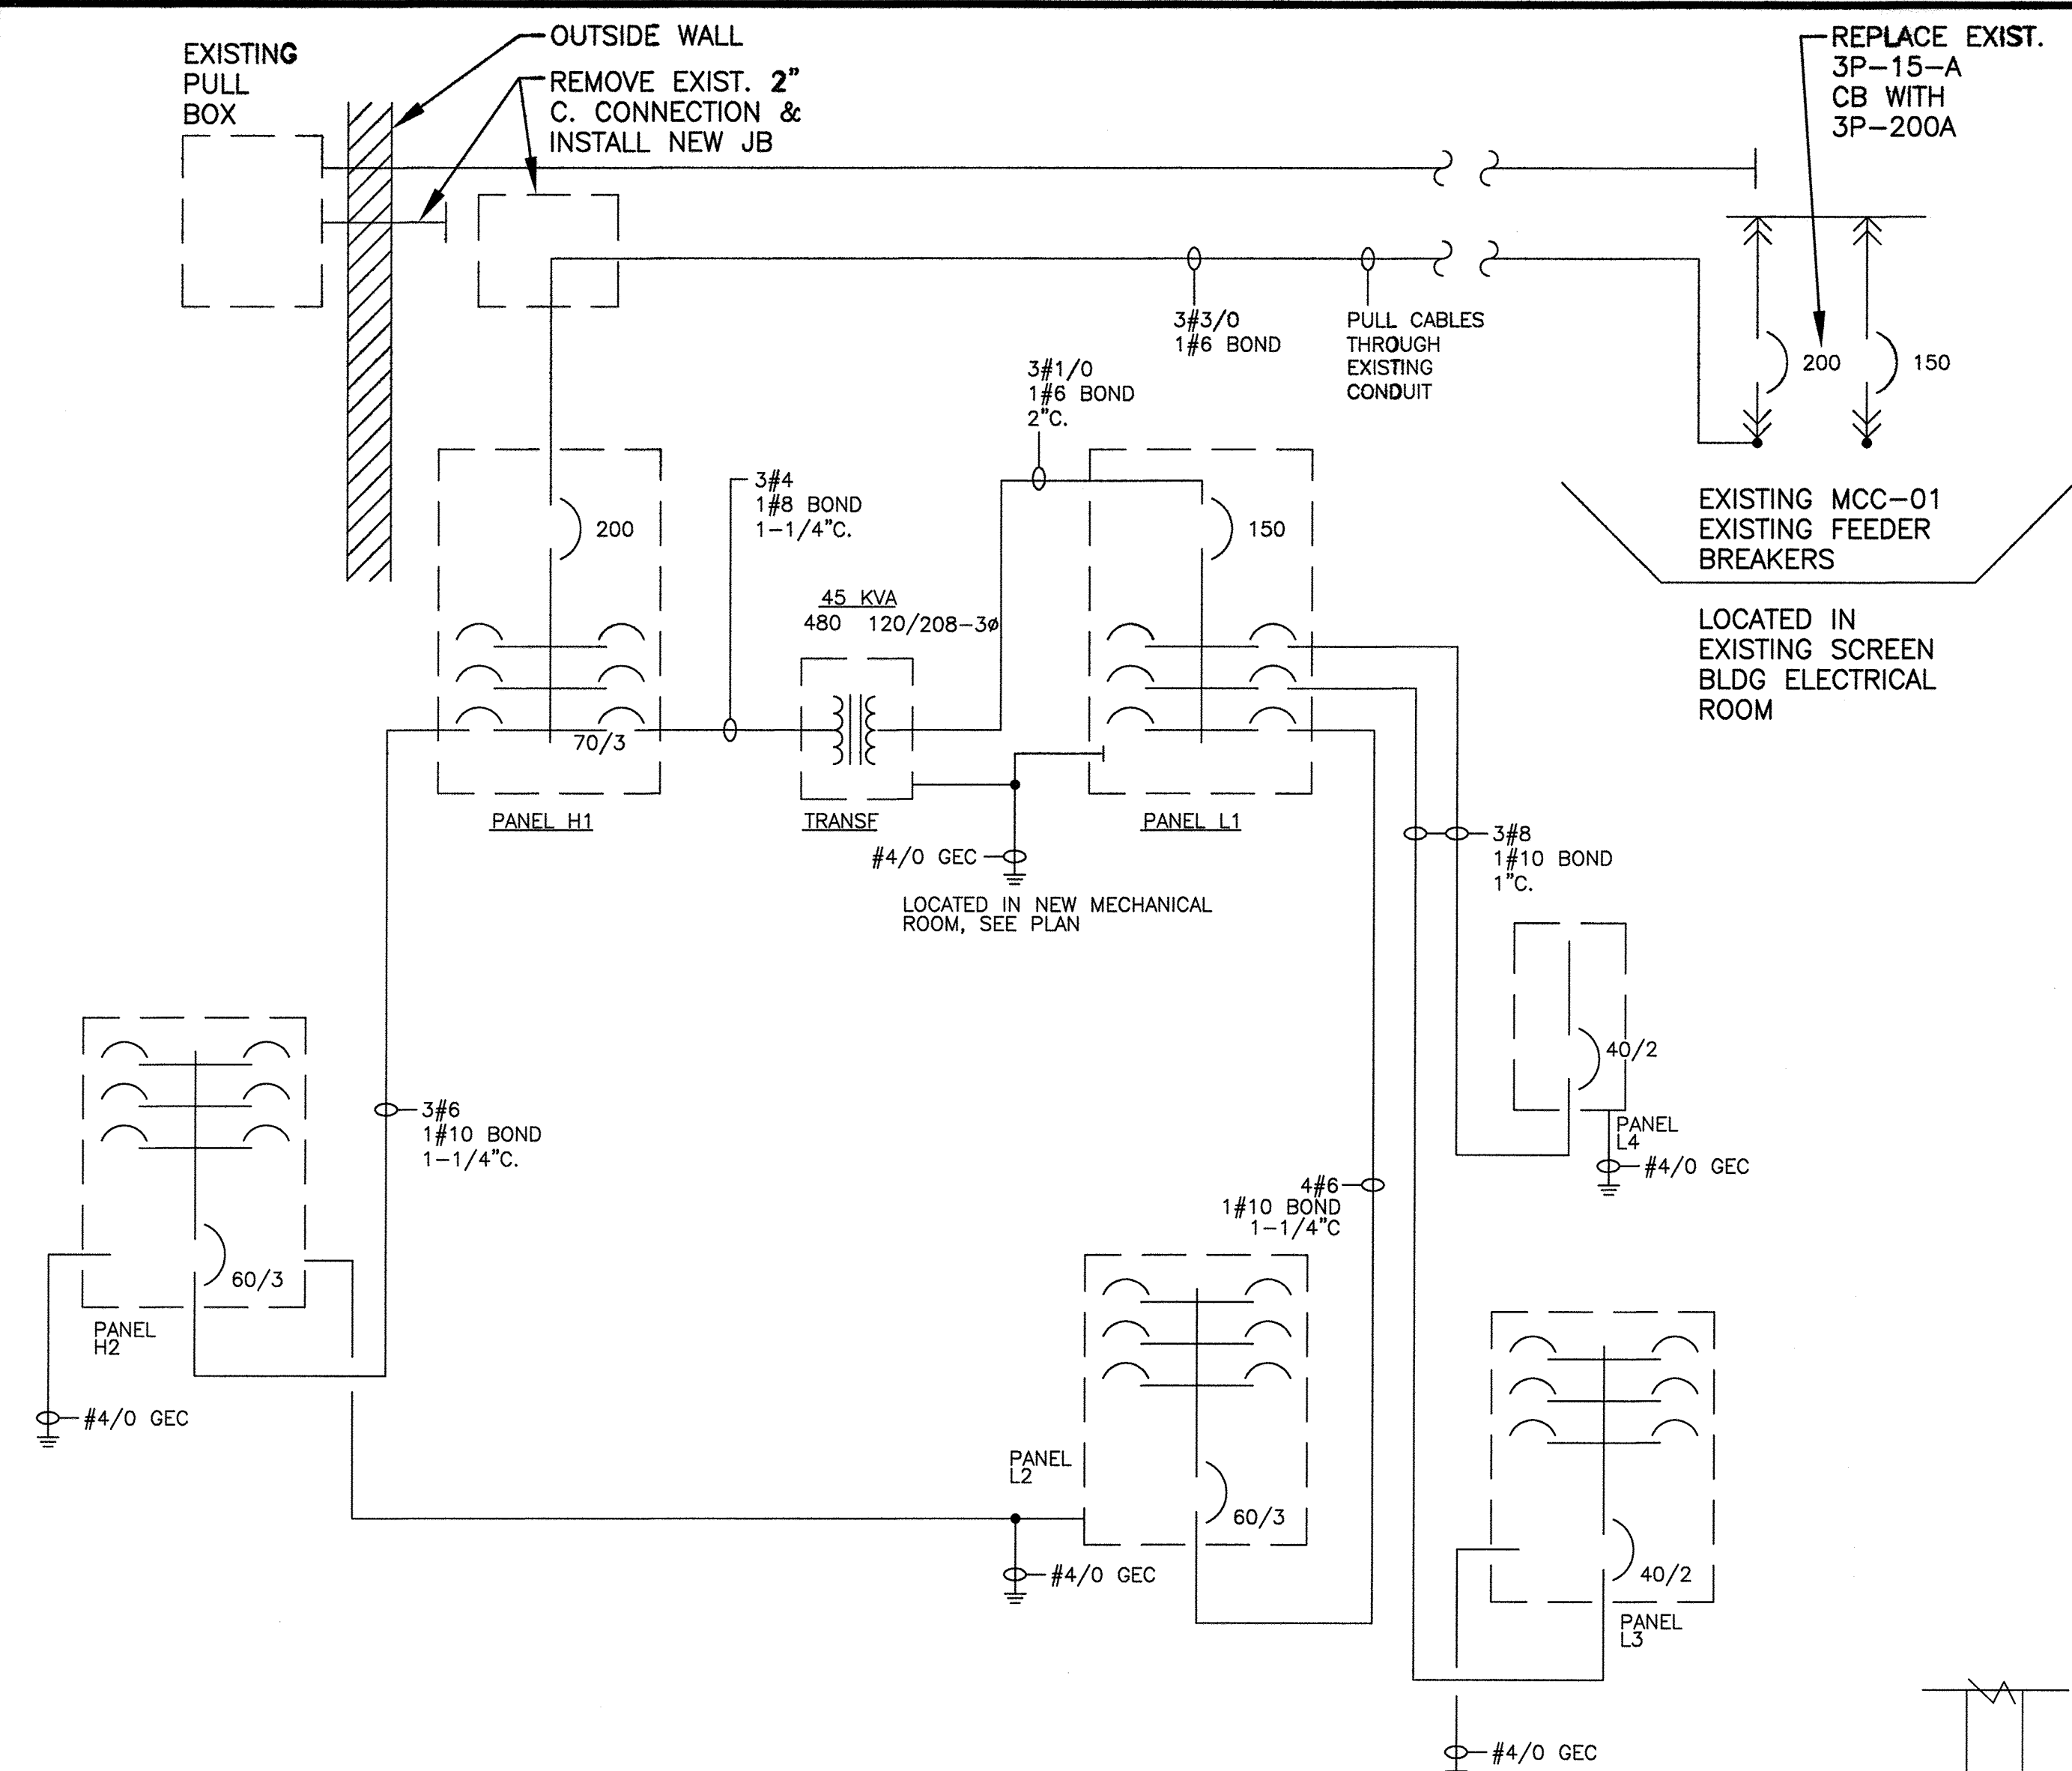 EXISTING
PULL
BOX
OUTSIDE WALL
REMOVE EXIST. 2"
C. CONNECTION &
INSTALL NEW JB
REPLACE EXIST.
3P-15-A
CB WITH
3P-200A
3#3/0
1#6 BOND
PULL CABLES
THROUGH
EXISTING
CONDUIT
200
150
3#1/0
1#6 BOND
2"C.
3#4
1#8 BOND
1-1/4"C.
200
150
EXISTING MCC-01
EXISTING FEEDER
BREAKERS
LOCATED IN
EXISTING SCREEN
BLDG ELECTRICAL
ROOM
45 KVA
480 120/208-3ø
70/3
PANEL H1
TRANSF
PANEL L1
#4/0 GEC
LOCATED IN NEW MECHANICAL
ROOM, SEE PLAN
3#8
1#10 BOND
1"C.
40/2
PANEL
L4
#4/0 GEC
3#6
1#10 BOND
1-1/4"C.
4#6
1#10 BOND
1-1/4"C
60/3
PANEL
H2
#4/0 GEC
PANEL
L2
60/3
#4/0 GEC
40/2
PANEL
L3
#4/0 GEC